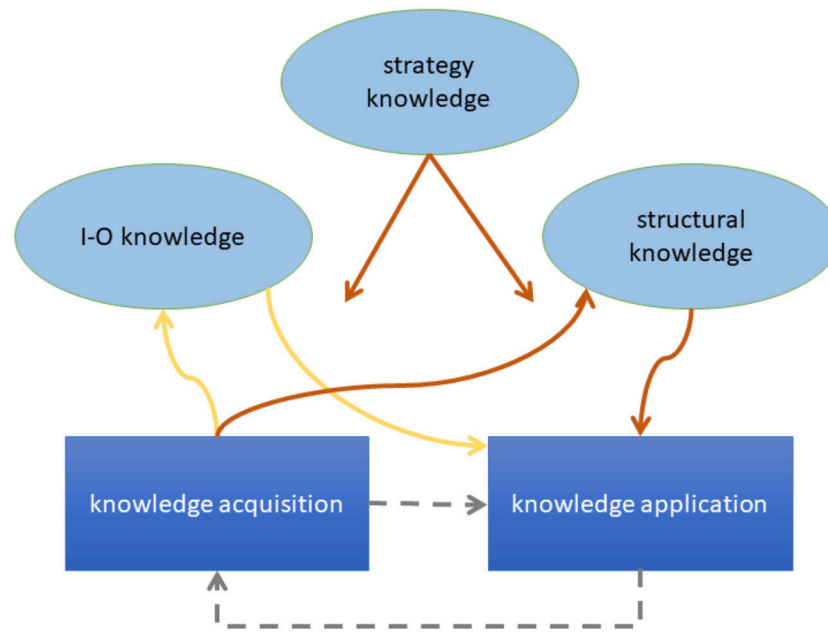 strategy
knowledge
I-O knowledge
structural
knowledge
knowledge acquisition
knowledge application